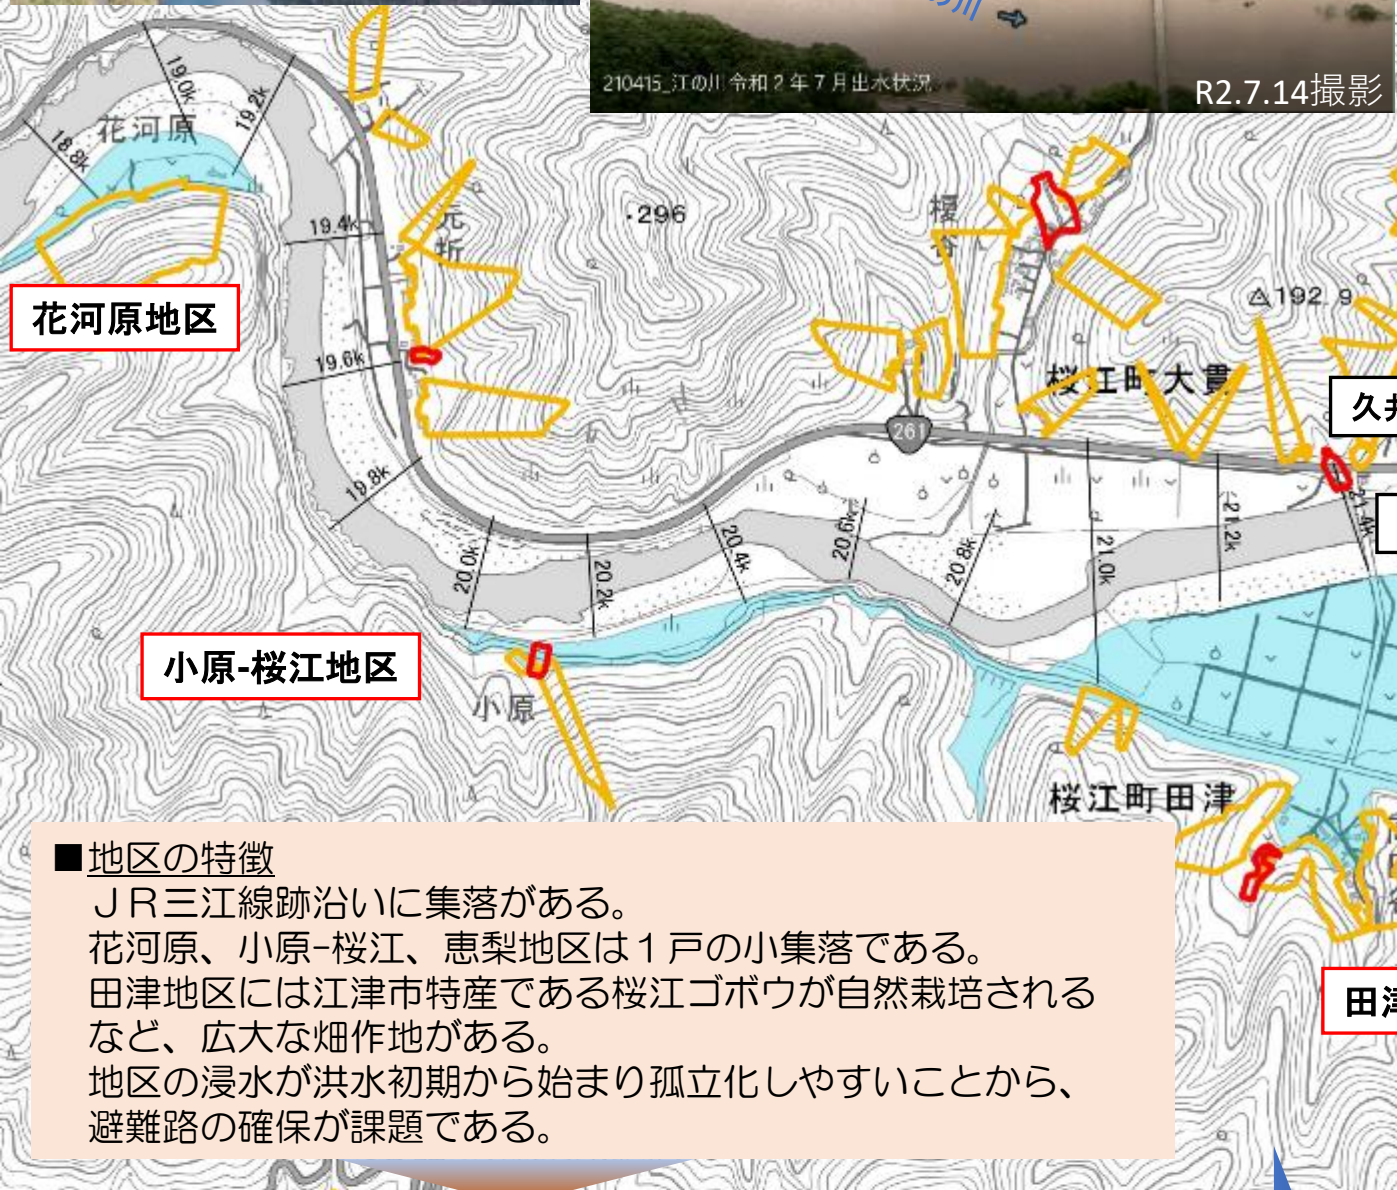 210415_江の川 令和2年7月出水状況
R2.7.14撮影
19.0k
19.2k
花河原
18.8k
榎谷
・296
元折
19.4k
花河原地区
192.9
19.6k
桜江町大貫
久井
261
19.8k
20.0k
20.2k
20.4k
20.6k
20.8k
21.0k
21.2k
21.4k
小原-桜江地区
小原
桜江町田津
■地区の特徴
JR三江線跡沿いに集落がある。
花河原、小原-桜江、恵梨地区は1戸の小集落である。
田津地区には江津市特産である桜江ゴボウが自然栽培される
など、広大な畑作地がある。
地区の浸水が洪水初期から始まり孤立化しやすいことから、
避難路の確保が課題である。
田津